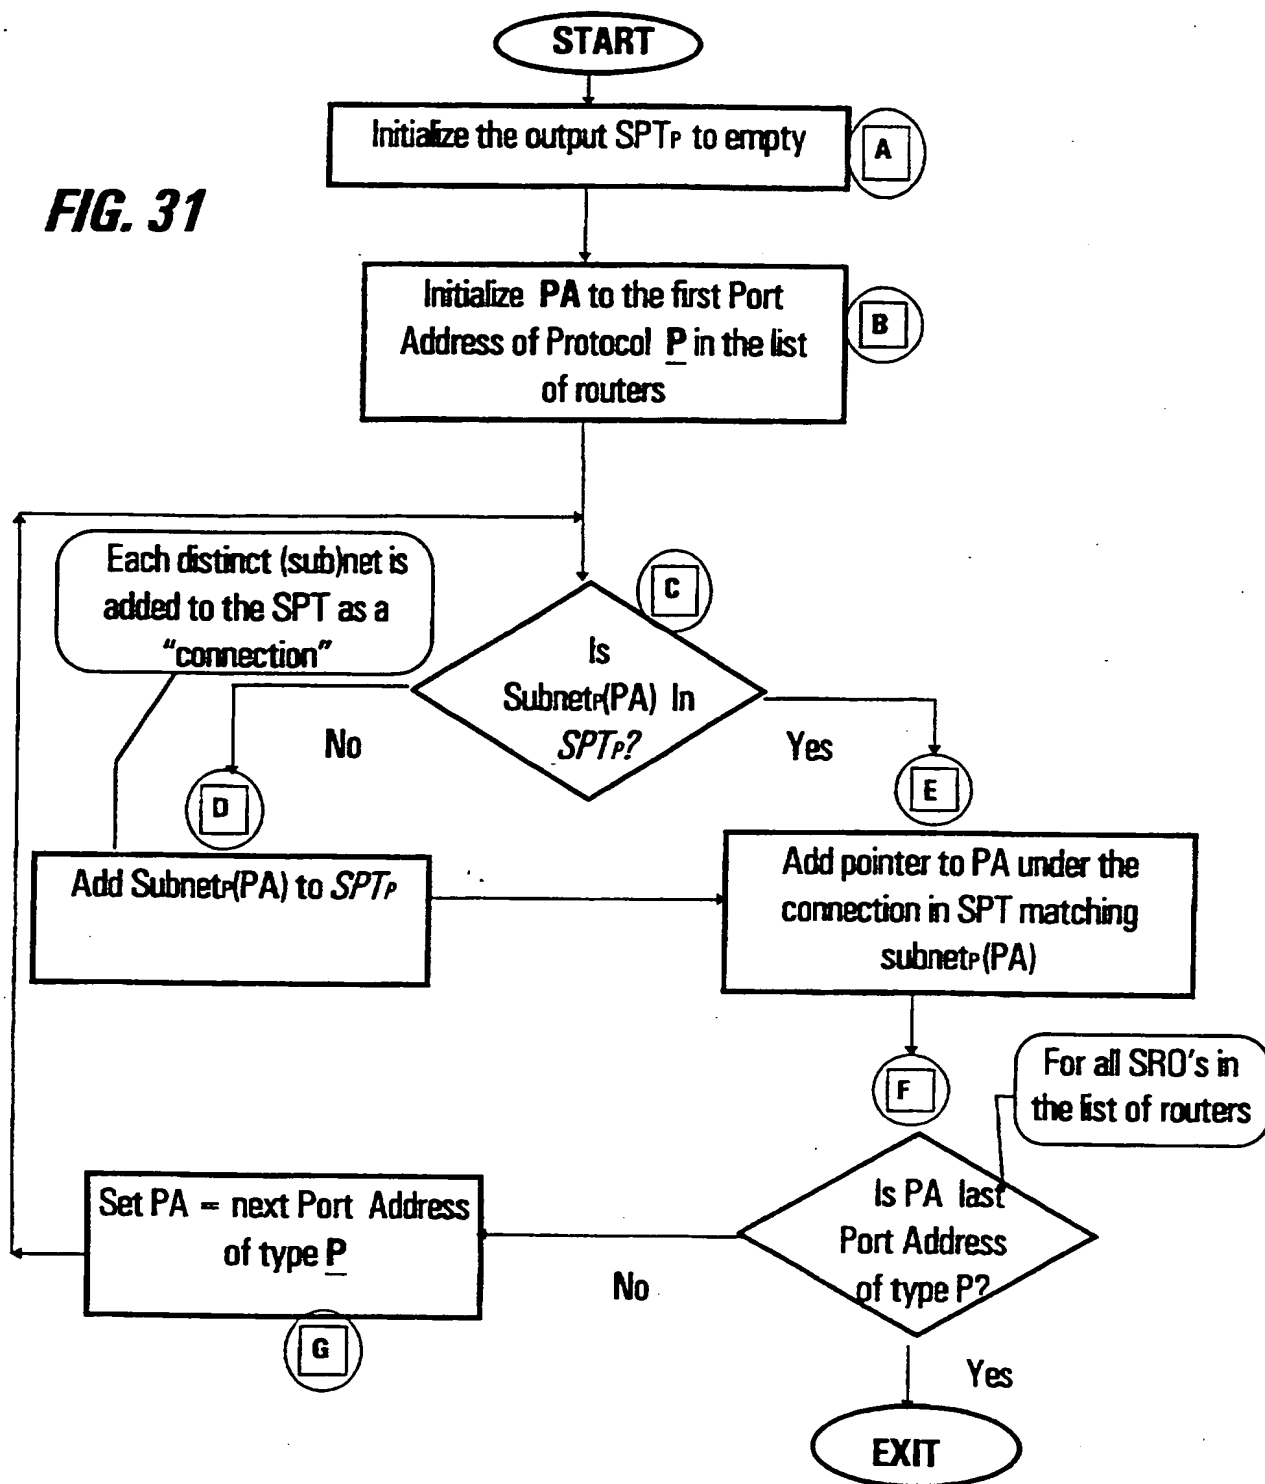 START
Initialize the output SPTP to empty
A
FIG. 31
Initialize PA to the first Port
Address of Protocol P in the list
of routers
B
Each distinct (sub)net is
added to the SPT as a
“connection”
C
Is
SubnetP(PA) In
SPTP?
No
Yes
D
E
Add SubnetP(PA) to SPTP
Add pointer to PA under the
connection in SPT matching
subnetP(PA)
F
For all SRO's in
the list of routers
Is PA last
Port Address
of type P?
Set PA = next Port Address
of type P
No
G
Yes
EXIT